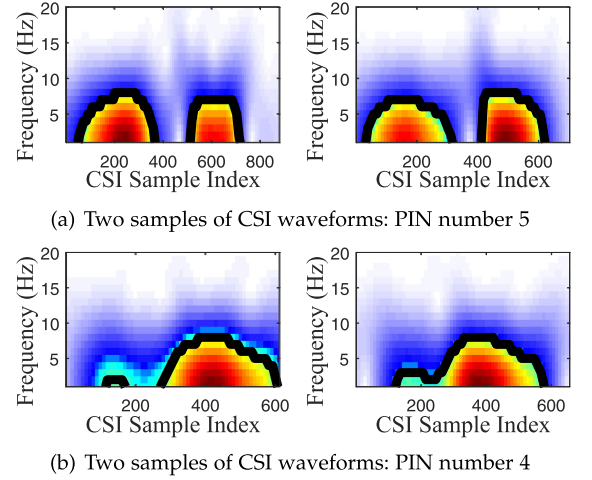 20
15
10
5
Frequency (Hz)
200 400 600 800
CSI Sample Index
20
15
10
5
Frequency (Hz)
200 400 600
CSI Sample Index
(a) Two samples of CSI waveforms: PIN number 5
20
15
10
5
Frequency (Hz)
200 400 600
CSI Sample Index
20
15
10
5
Frequency (Hz)
200 400 600
CSI Sample Index
(b) Two samples of CSI waveforms: PIN number 4